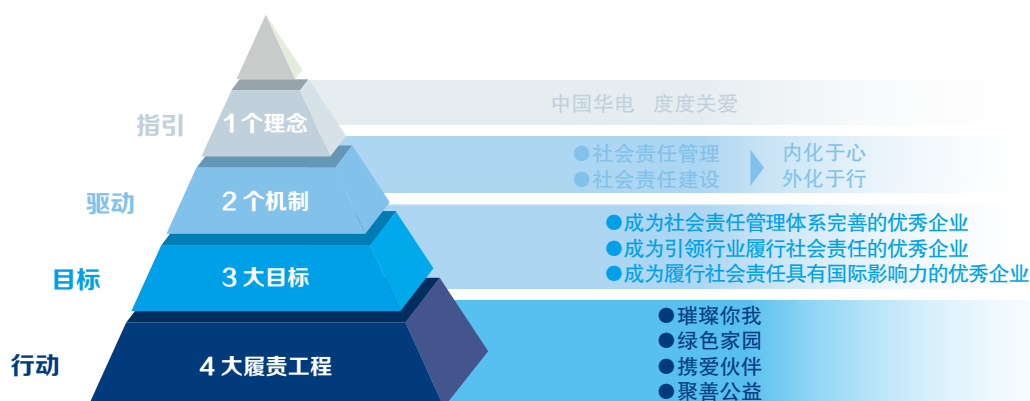 中国华电 度度关爱
指引
1个理念
●社会责任管理
●社会责任建设
内化于心
外化于行
驱动
2个机制
●成为社会责任管理体系完善的优秀企业
●成为引领行业履行社会责任的优秀企业
●成为履行社会责任具有国际影响力的优秀企业
目标
3大目标
●璀璨你我
●绿色家园
●携爱伙伴
●聚善公益
行动
4大履责工程